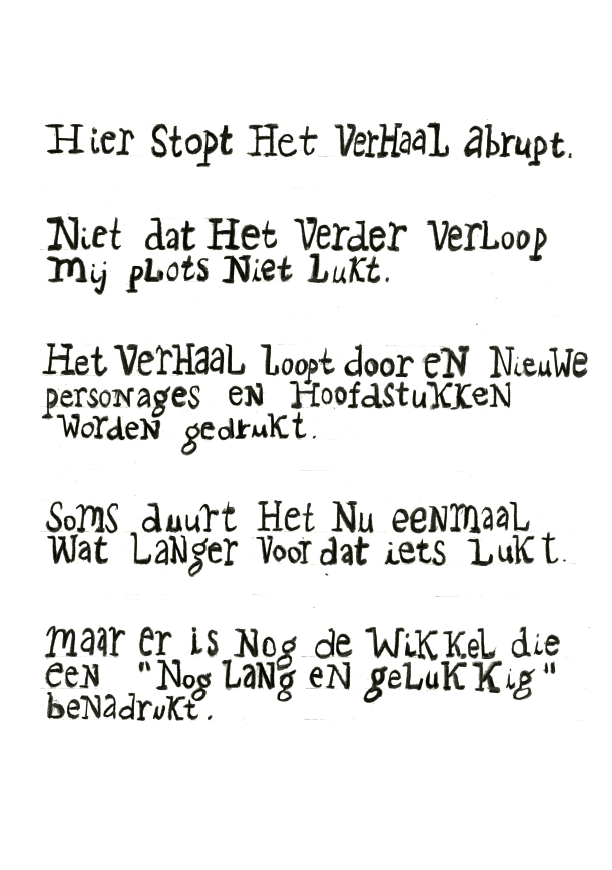 Hier stopt Het VerHaaL abrupt.
Niet dat Het Verder VerLoop
mij pLots Niet Lukt.
Het VerHaaL Loopt door eN NieuWe
persoNages eN HoofdstuKKeN
WordeN gedrukt.
SomS duurt Het Nu eeNmaaL
Wat LaNger voordat iets LuKt.
maar er is Nog de WiKKeL die
eeN "Nog LaNg eN geLuKKig"
beNadruKt.